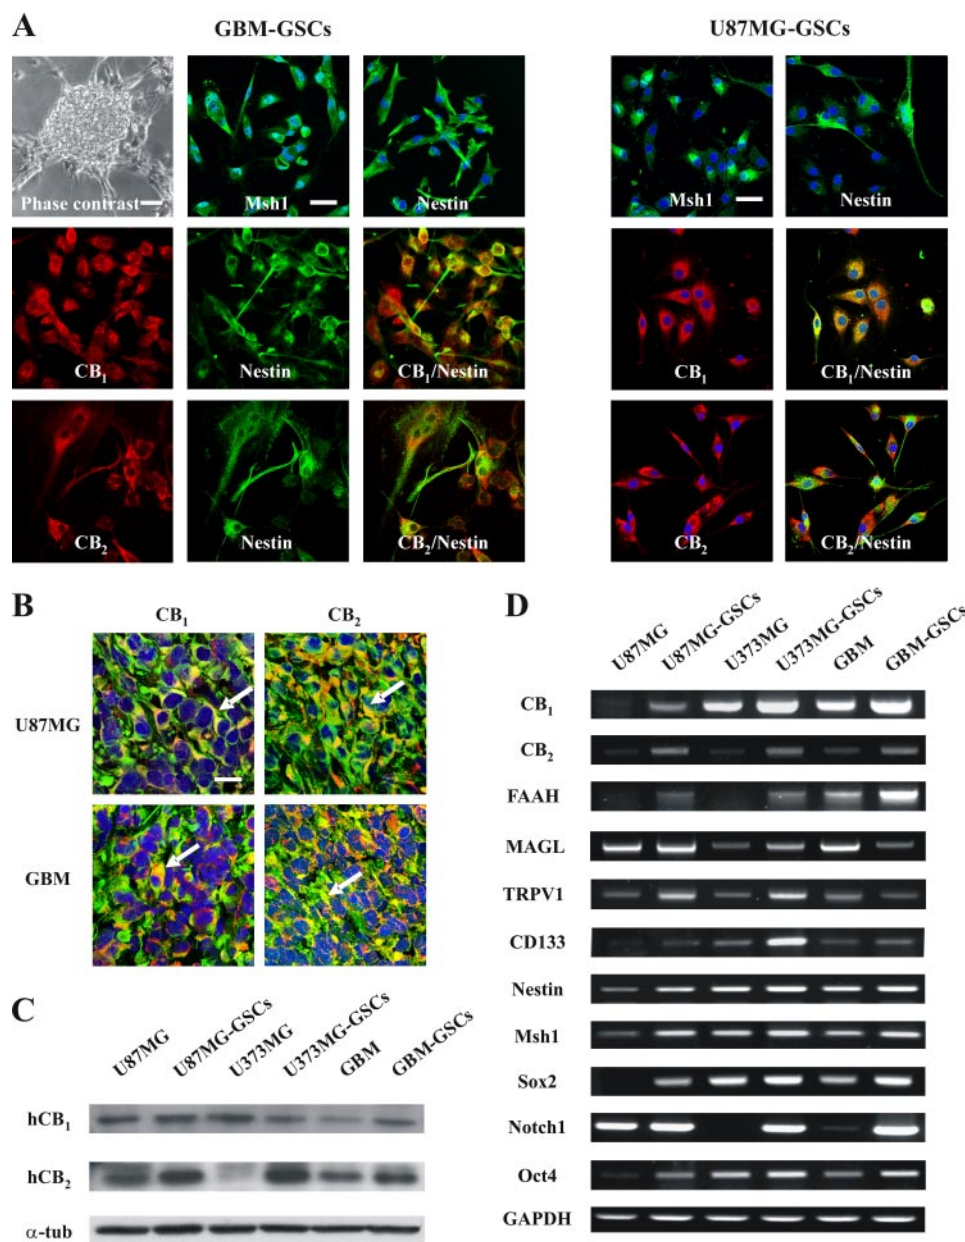 A
GBM-GSCs
U87MG-GSCs
Phase contrast
Msh1
Nestin
Msh1
Nestin
CB₁
Nestin
CB₁/Nestin
CB₁
CB₁/Nestin
CB₂
Nestin
CB₂/Nestin
CB₂
CB₂/Nestin
B
CB₁
CB₂
U87MG
GBM
C
U87MG
U87MG-GSCs
U373MG
U373MG-GSCs
GBM
GBM-GSCs
hCB₁
hCB₂
α-tub
D
U87MG
U87MG-GSCs
U373MG
U373MG-GSCs
GBM
GBM-GSCs
CB₁
CB₂
FAAH
MAGL
TRPV1
CD133
Nestin
Msh1
Sox2
Notch1
Oct4
GAPDH